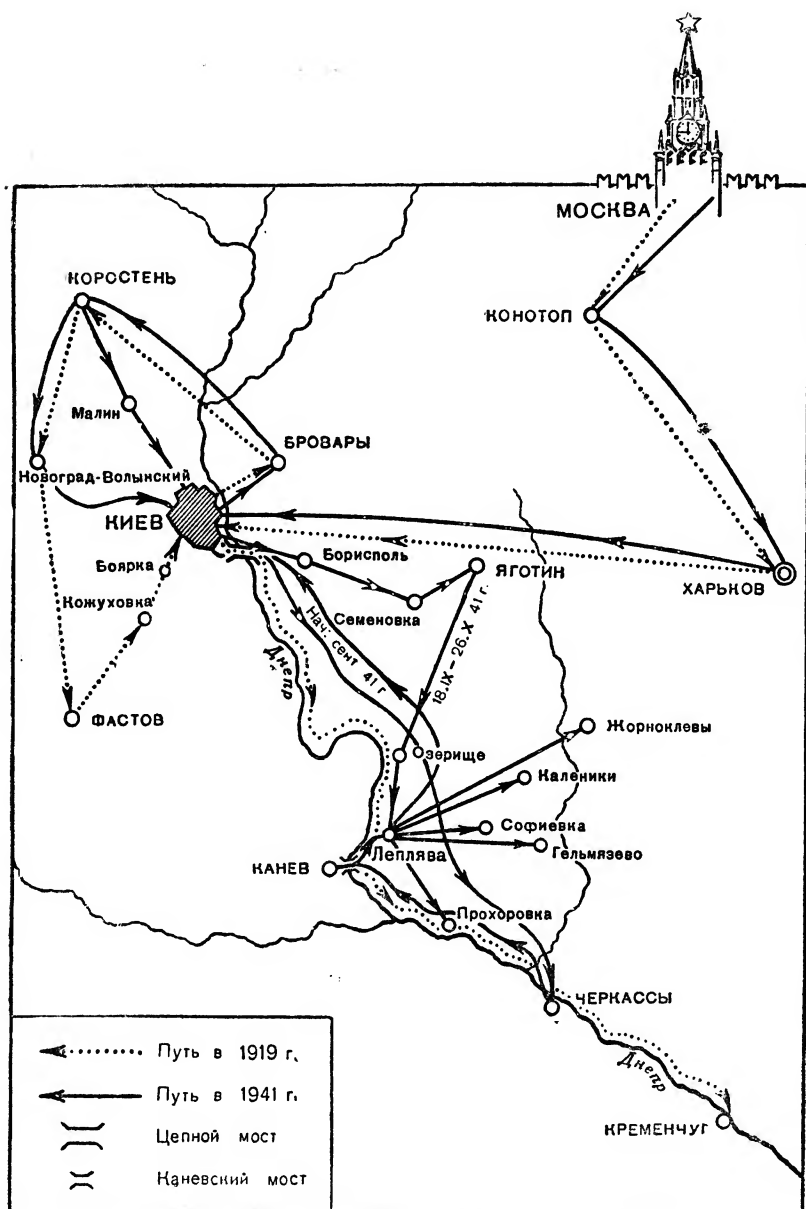 МОСКВА
КОРОСТЕНЬ
КОНОТОП
Малин
БРОВАРЫ
Новоград-Волынский
КИЕВ
Борисполь
ЯГОТИН
Боярка
ХАРЬКОВ
Кожуховка
Семеновка
Нач. сент 41 г
18.IX – 26.X 41 г.
Днепр
ФАСТОВ
Жорноклевы
Озерище
Каленики
Софиевка
Леплява
Гельмязево
КАНЕВ
Прохоровка
ЧЕРКАССЫ
Днепр
КРЕМЕНЧУГ
Путь в 1919 г.
Путь в 1941 г.
Цепной мост
Каневский мост